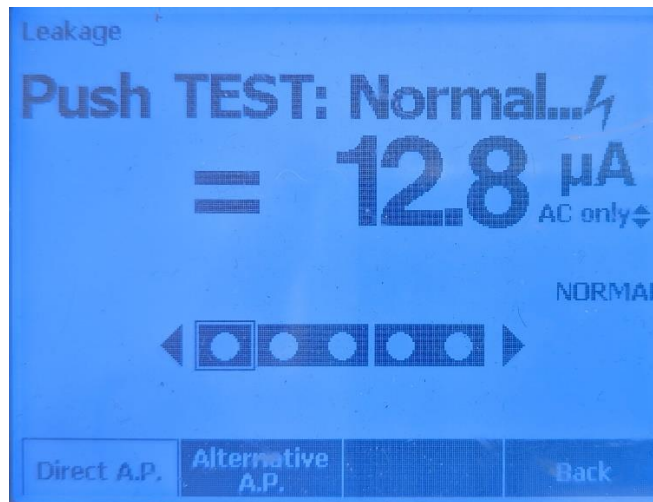 Leakage
Push TEST: Normal...
= 12.8 µA
AC only
NORMAL
Direct A.P.
Alternative A.P.
Back